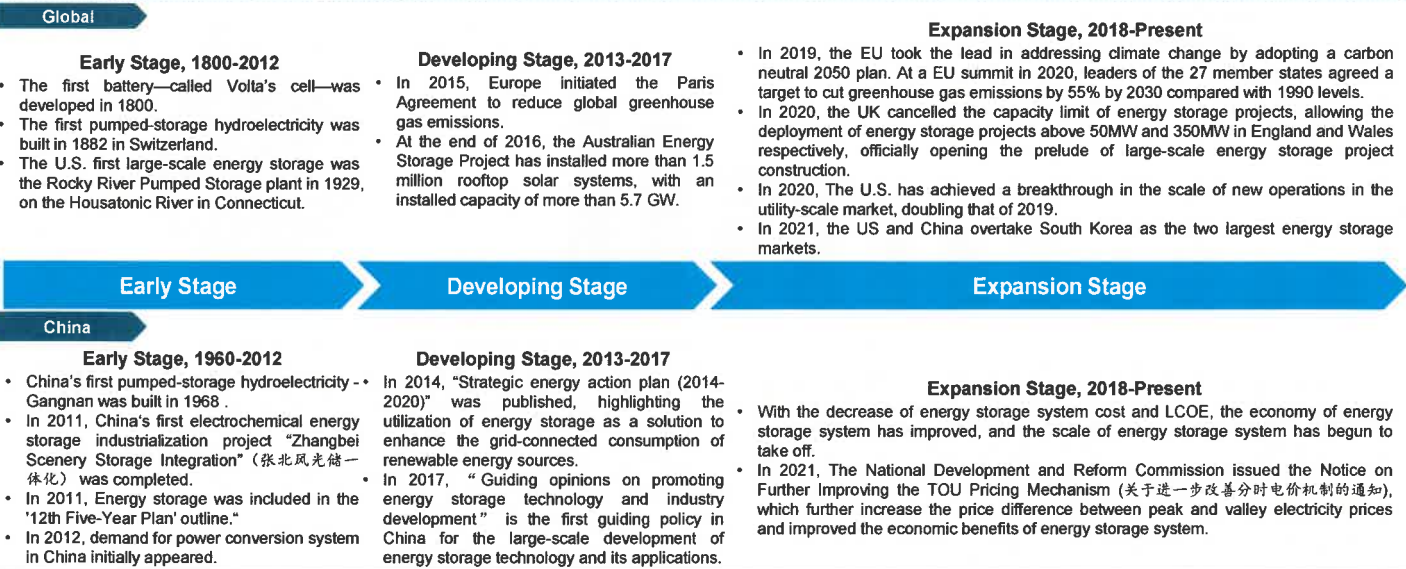 Global
Early Stage, 1800-2012
• The first battery—called Volta's cell—was
developed in 1800.
• The first pumped-storage hydroelectricity was
built in 1882 in Switzerland.
• The U.S. first large-scale energy storage was
the Rocky River Pumped Storage plant in 1929,
on the Housatonic River in Connecticut.
Developing Stage, 2013-2017
• In 2015, Europe initiated the Paris
Agreement to reduce global greenhouse
gas emissions.
• At the end of 2016, the Australian Energy
Storage Project has installed more than 1.5
million rooftop solar systems, with an
installed capacity of more than 5.7 GW.
Expansion Stage, 2018-Present
• In 2019, the EU took the lead in addressing climate change by adopting a carbon
neutral 2050 plan. At a EU summit in 2020, leaders of the 27 member states agreed a
target to cut greenhouse gas emissions by 55% by 2030 compared with 1990 levels.
• In 2020, the UK cancelled the capacity limit of energy storage projects, allowing the
deployment of energy storage projects above 50MW and 350MW in England and Wales
respectively, officially opening the prelude of large-scale energy storage project
construction.
• In 2020, The U.S. has achieved a breakthrough in the scale of new operations in the
utility-scale market, doubling that of 2019.
• In 2021, the US and China overtake South Korea as the two largest energy storage
markets.
Early Stage
Developing Stage
Expansion Stage
China
Early Stage, 1960-2012
• China's first pumped-storage hydroelectricity -
Gangnan was built in 1968 .
• In 2011, China's first electrochemical energy
storage industrialization project "Zhangbei
Scenery Storage Integration" (张北风光储一
体化) was completed.
• In 2011, Energy storage was included in the
'12th Five-Year Plan' outline."
• In 2012, demand for power conversion system
in China initially appeared.
Developing Stage, 2013-2017
• In 2014, "Strategic energy action plan (2014-
2020)" was published, highlighting the
utilization of energy storage as a solution to
enhance the grid-connected consumption of
renewable energy sources.
• In 2017, "Guiding opinions on promoting
energy storage technology and industry
development" is the first guiding policy in
China for the large-scale development of
energy storage technology and its applications.
Expansion Stage, 2018-Present
• With the decrease of energy storage system cost and LCOE, the economy of energy
storage system has improved, and the scale of energy storage system has begun to
take off.
• In 2021, The National Development and Reform Commission issued the Notice on
Further Improving the TOU Pricing Mechanism (关于进一步改善分时电价机制的通知),
which further increase the price difference between peak and valley electricity prices
and improved the economic benefits of energy storage system.